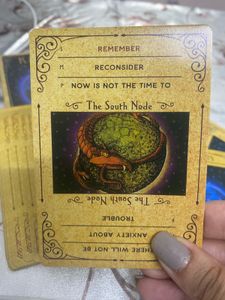 REMEMBER
RECONSIDER
NOW IS NOT THE TIME TO
The South Node
The South Node
TROUBLE
ANXIETY ABOUT
THERE WILL NOT BE